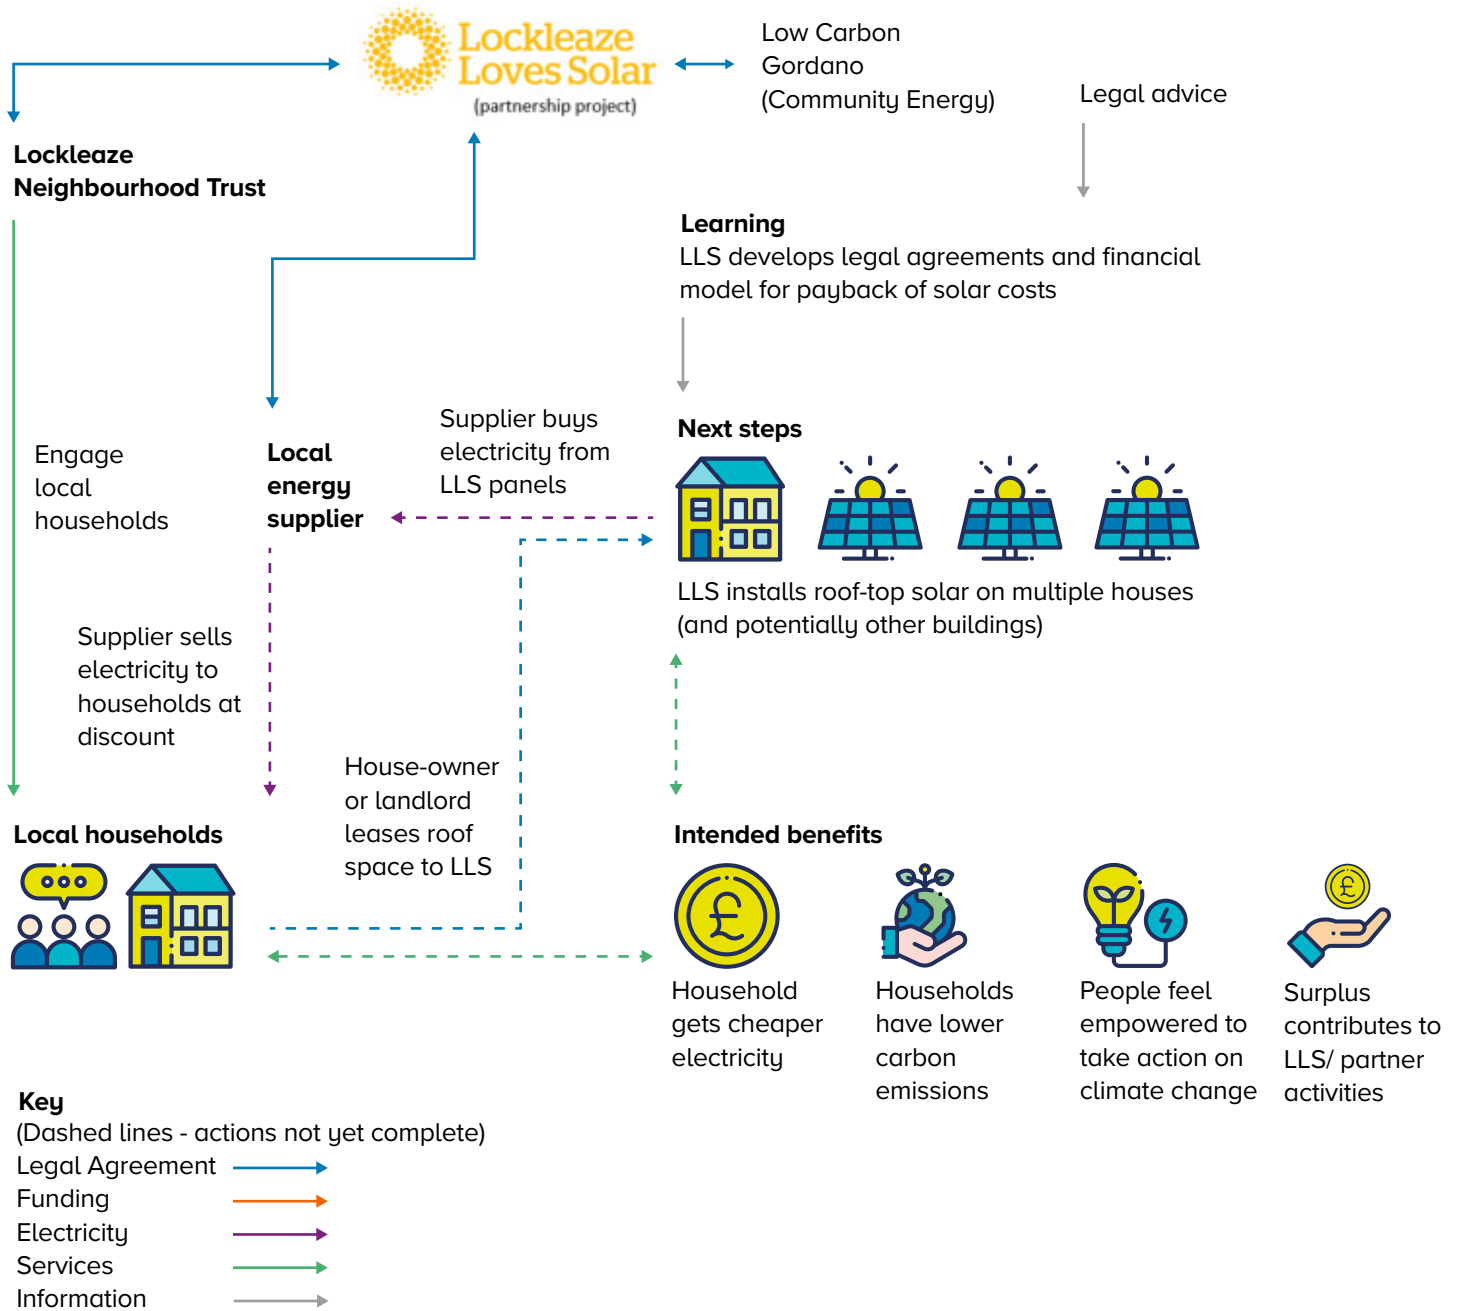 Lockleaze
Loves Solar
(partnership project)
Low Carbon
Gordano
(Community Energy)
Legal advice
Lockleaze
Neighbourhood Trust
Learning
LLS develops legal agreements and financial
model for payback of solar costs
Engage
local
households
Local
energy
supplier
Supplier buys
electricity from
LLS panels
Next steps
LLS installs roof-top solar on multiple houses
(and potentially other buildings)
Supplier sells
electricity to
households at
discount
House-owner
or landlord
leases roof
space to LLS
Local households
Intended benefits
Household
gets cheaper
electricity
Households
have lower
carbon
emissions
People feel
empowered to
take action on
climate change
Surplus
contributes to
LLS/ partner
activities
Key
(Dashed lines - actions not yet complete)
Legal Agreement
Funding
Electricity
Services
Information